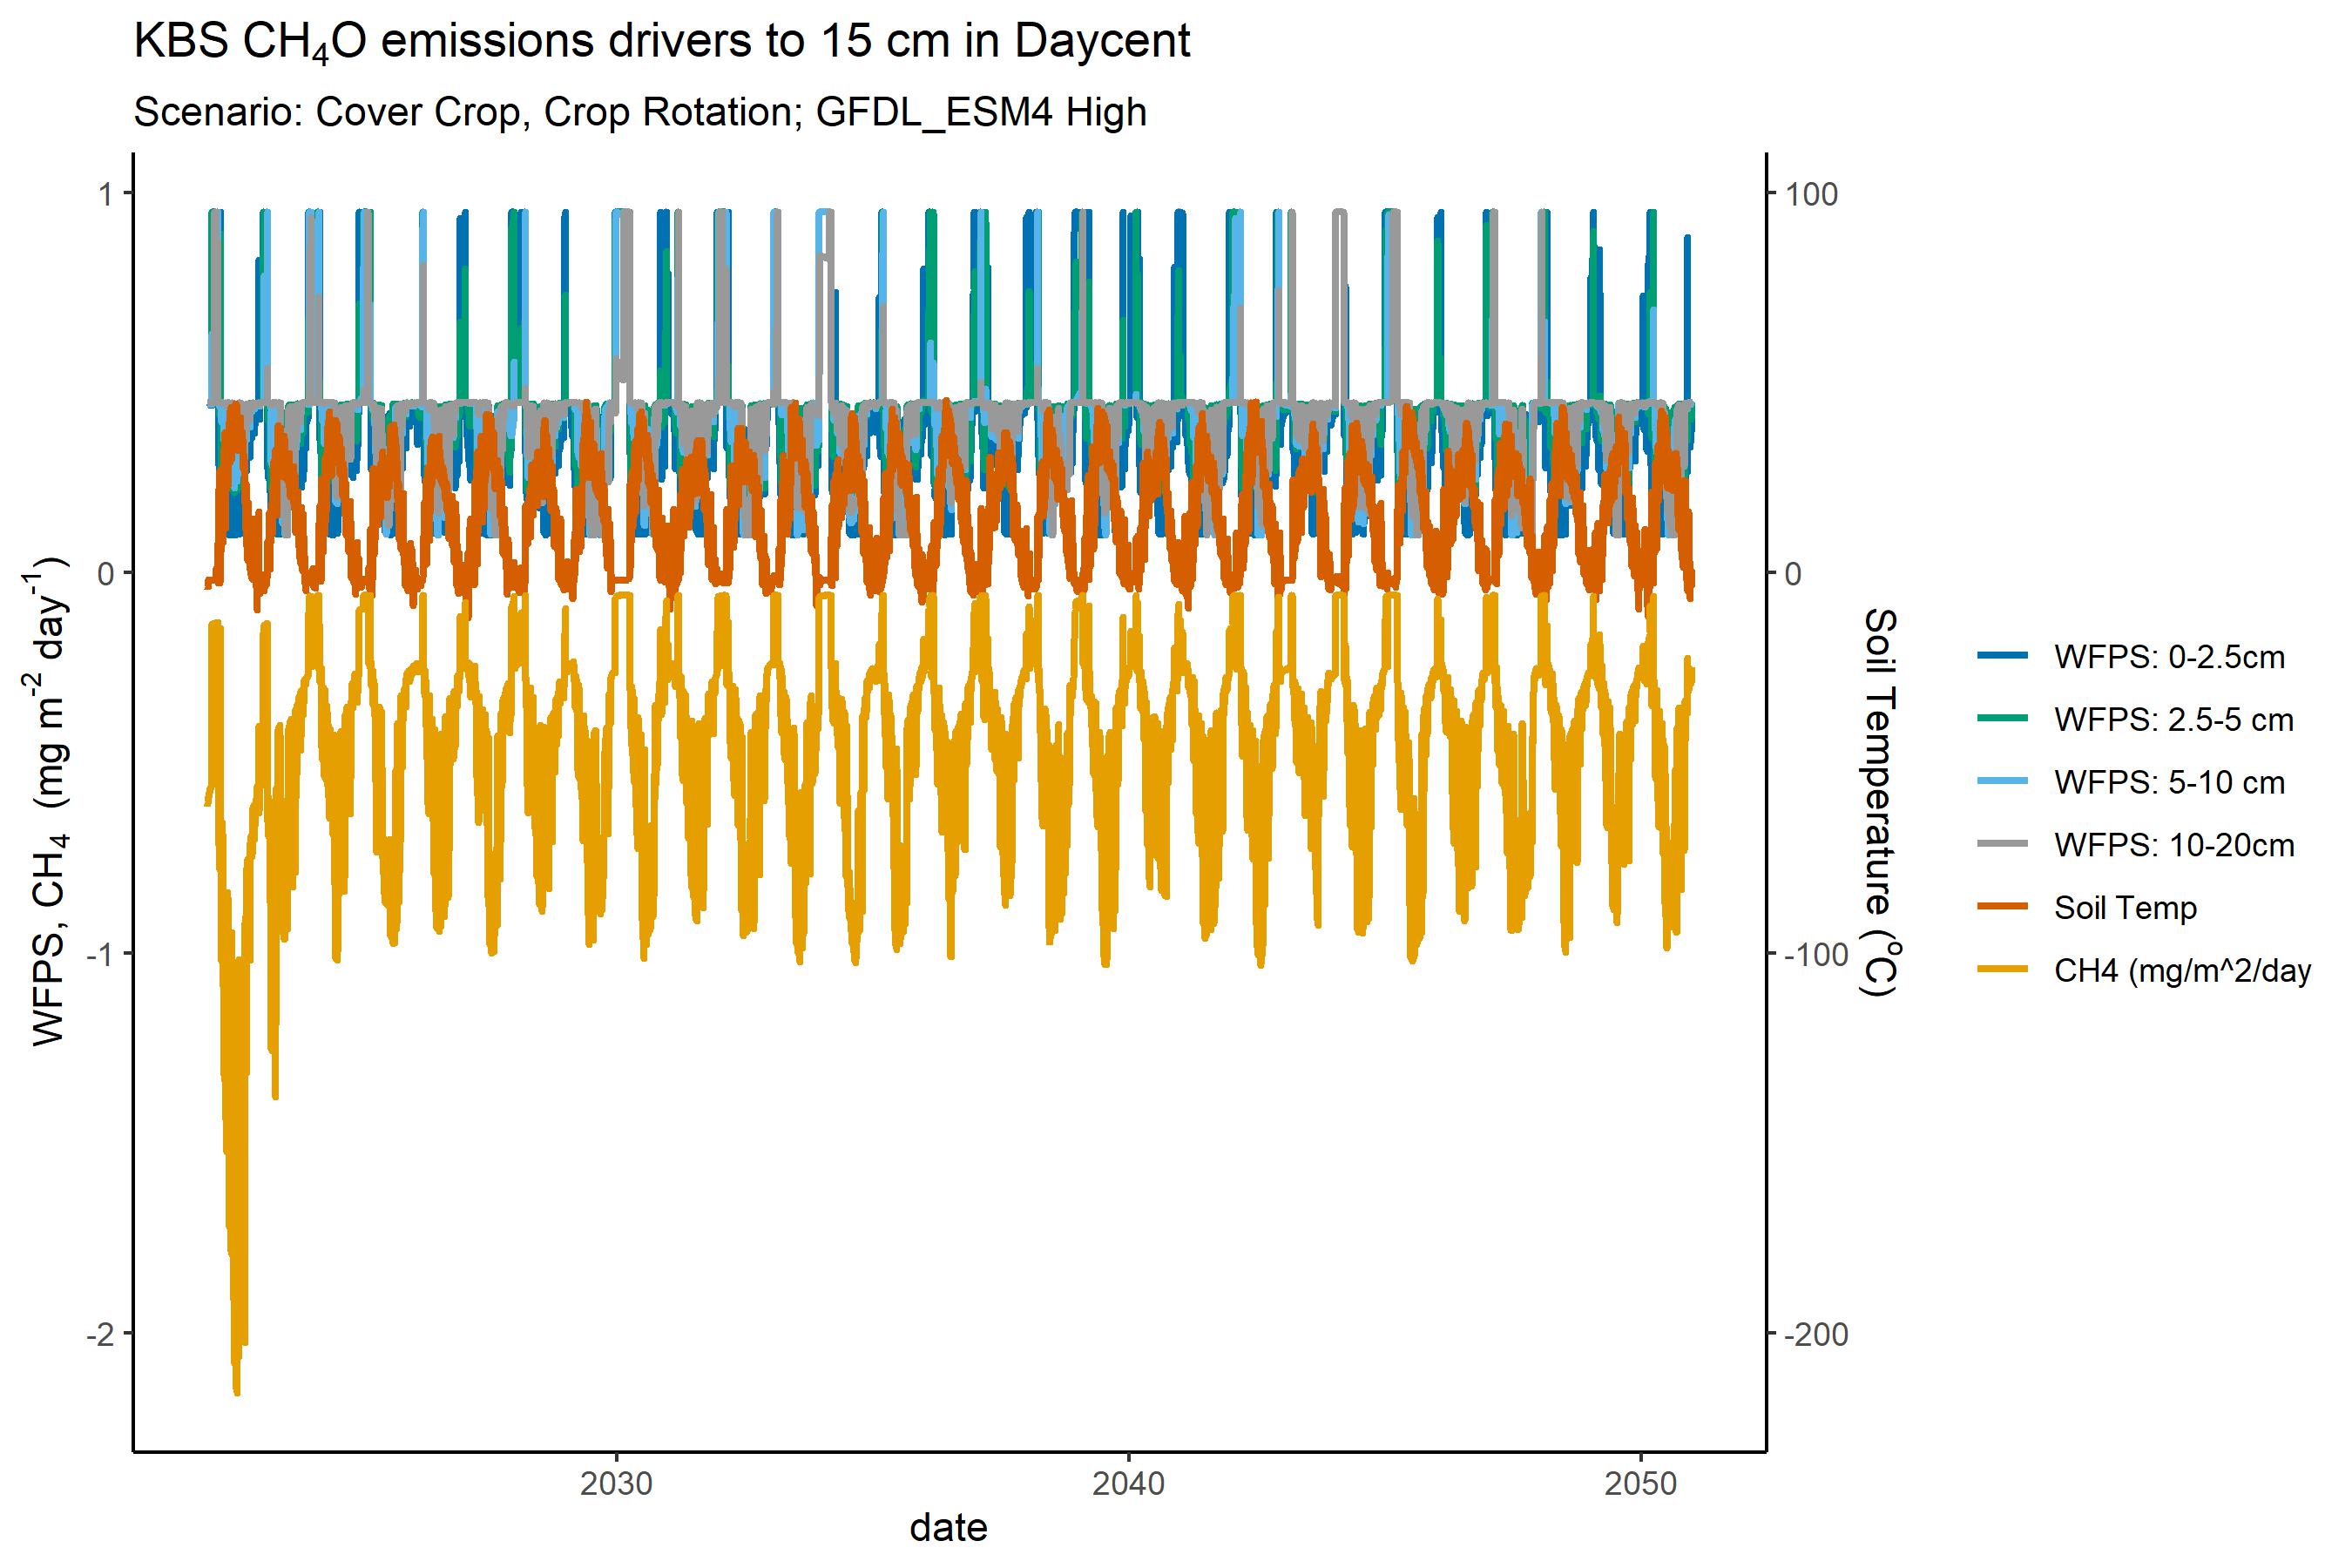 KBS CH₄O emissions drivers to 15 cm in Daycent
Scenario: Cover Crop, Crop Rotation; GFDL_ESM4 High
WFPS, CH₄ (mg m⁻² day⁻¹)
1
0
-1
-2
100
0
-100
-200
Soil Temperature (°C)
2030
2040
2050
date
WFPS: 0-2.5cm
WFPS: 2.5-5 cm
WFPS: 5-10 cm
WFPS: 10-20cm
Soil Temp
CH4 (mg/m^2/day